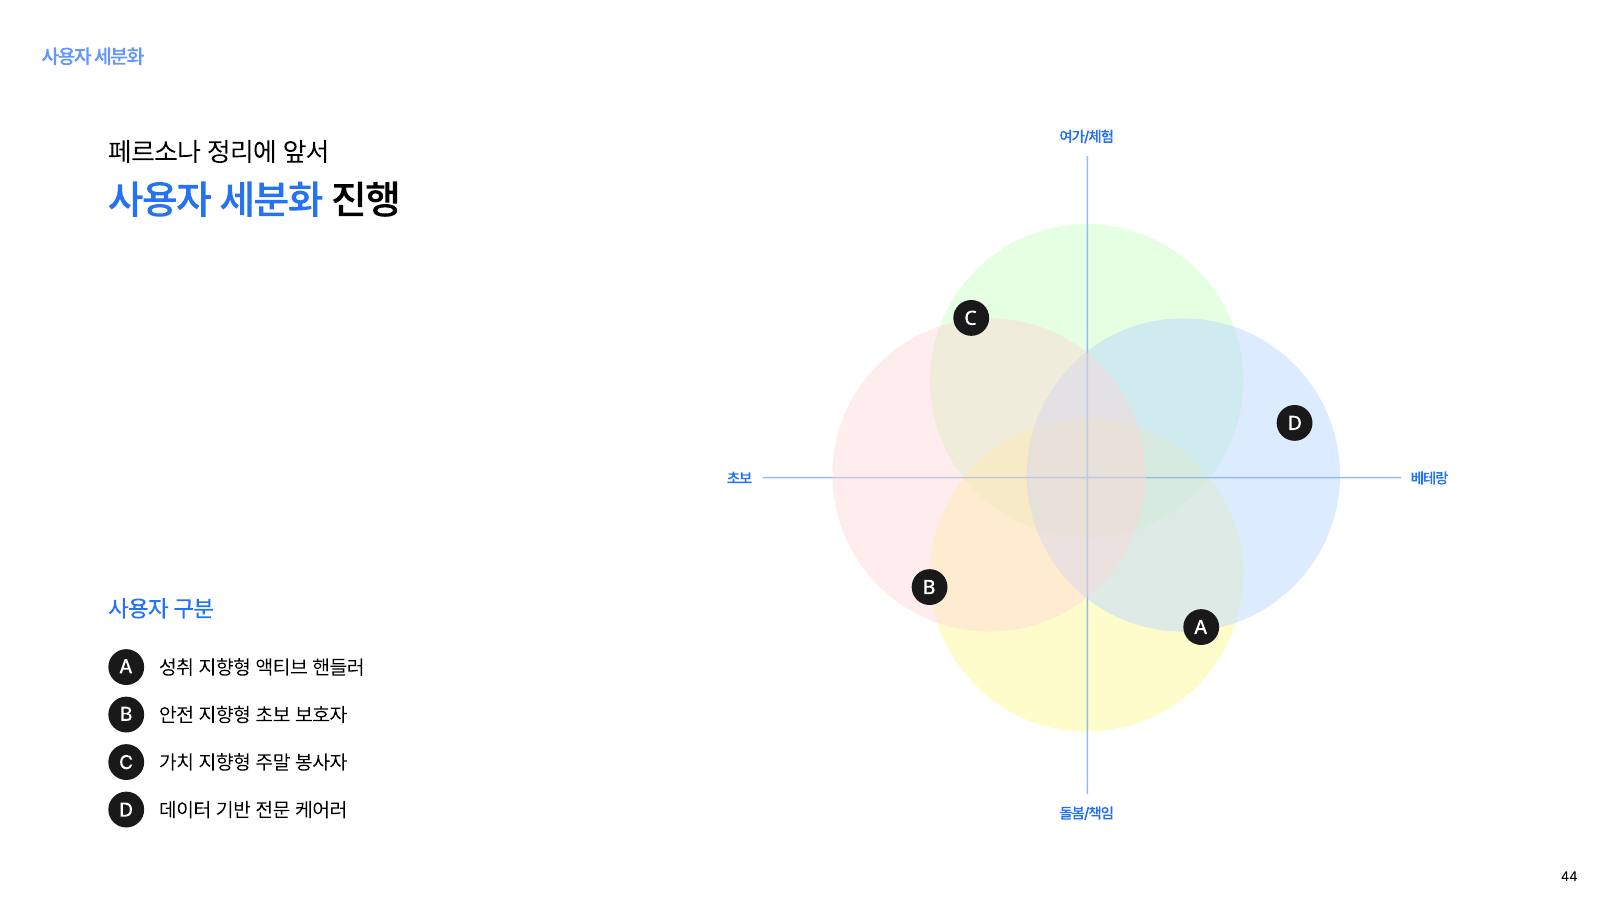 사용자 세분화
페르소나 정리에 앞서
사용자 세분화 진행
사용자 구분
A 성취 지향형 액티브 핸들러
B 안전 지향형 초보 보호자
C 가치 지향형 주말 봉사자
D 데이터 기반 전문 케어러
여가/체험
C
D
초보
베테랑
B
A
돌봄/책임
44